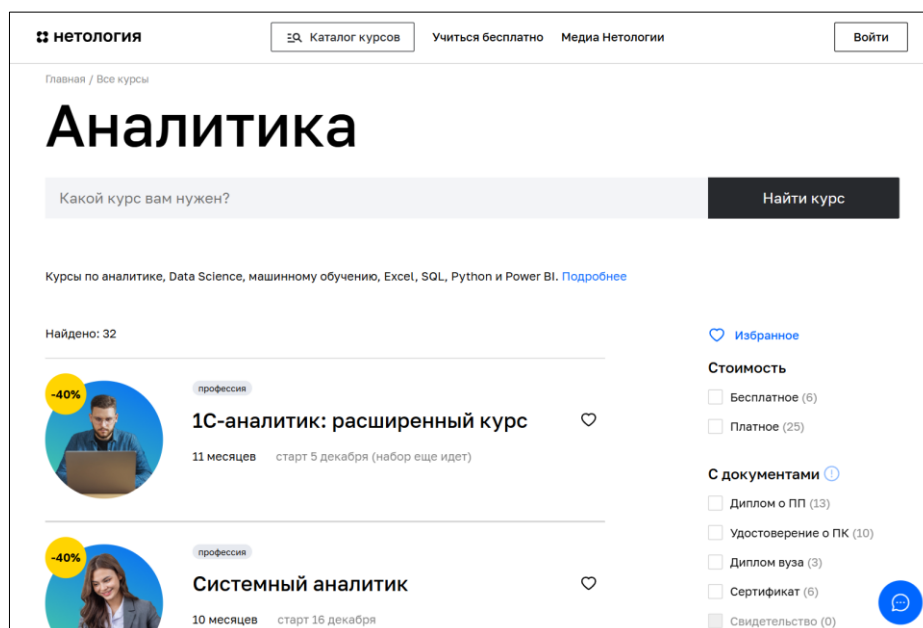 нетология
Каталог курсов
Учиться бесплатно
Медиа Нетологии
Войти
Главная / Все курсы
Аналитика
Какой курс вам нужен?
Найти курс
Курсы по аналитике, Data Science, машинному обучению, Excel, SQL, Python и Power BI. Подробнее
Найдено: 32
-40%
профессия
1С-аналитик: расширенный курс
11 месяцев старт 5 декабря (набор еще идет)
-40%
профессия
Системный аналитик
10 месяцев старт 16 декабря
Избранное
Стоимость
Бесплатное (6)
Платное (25)
С документами
Диплом о ПП (13)
Удостоверение о ПК (10)
Диплом вуза (3)
Сертификат (6)
Свидетельство (0)